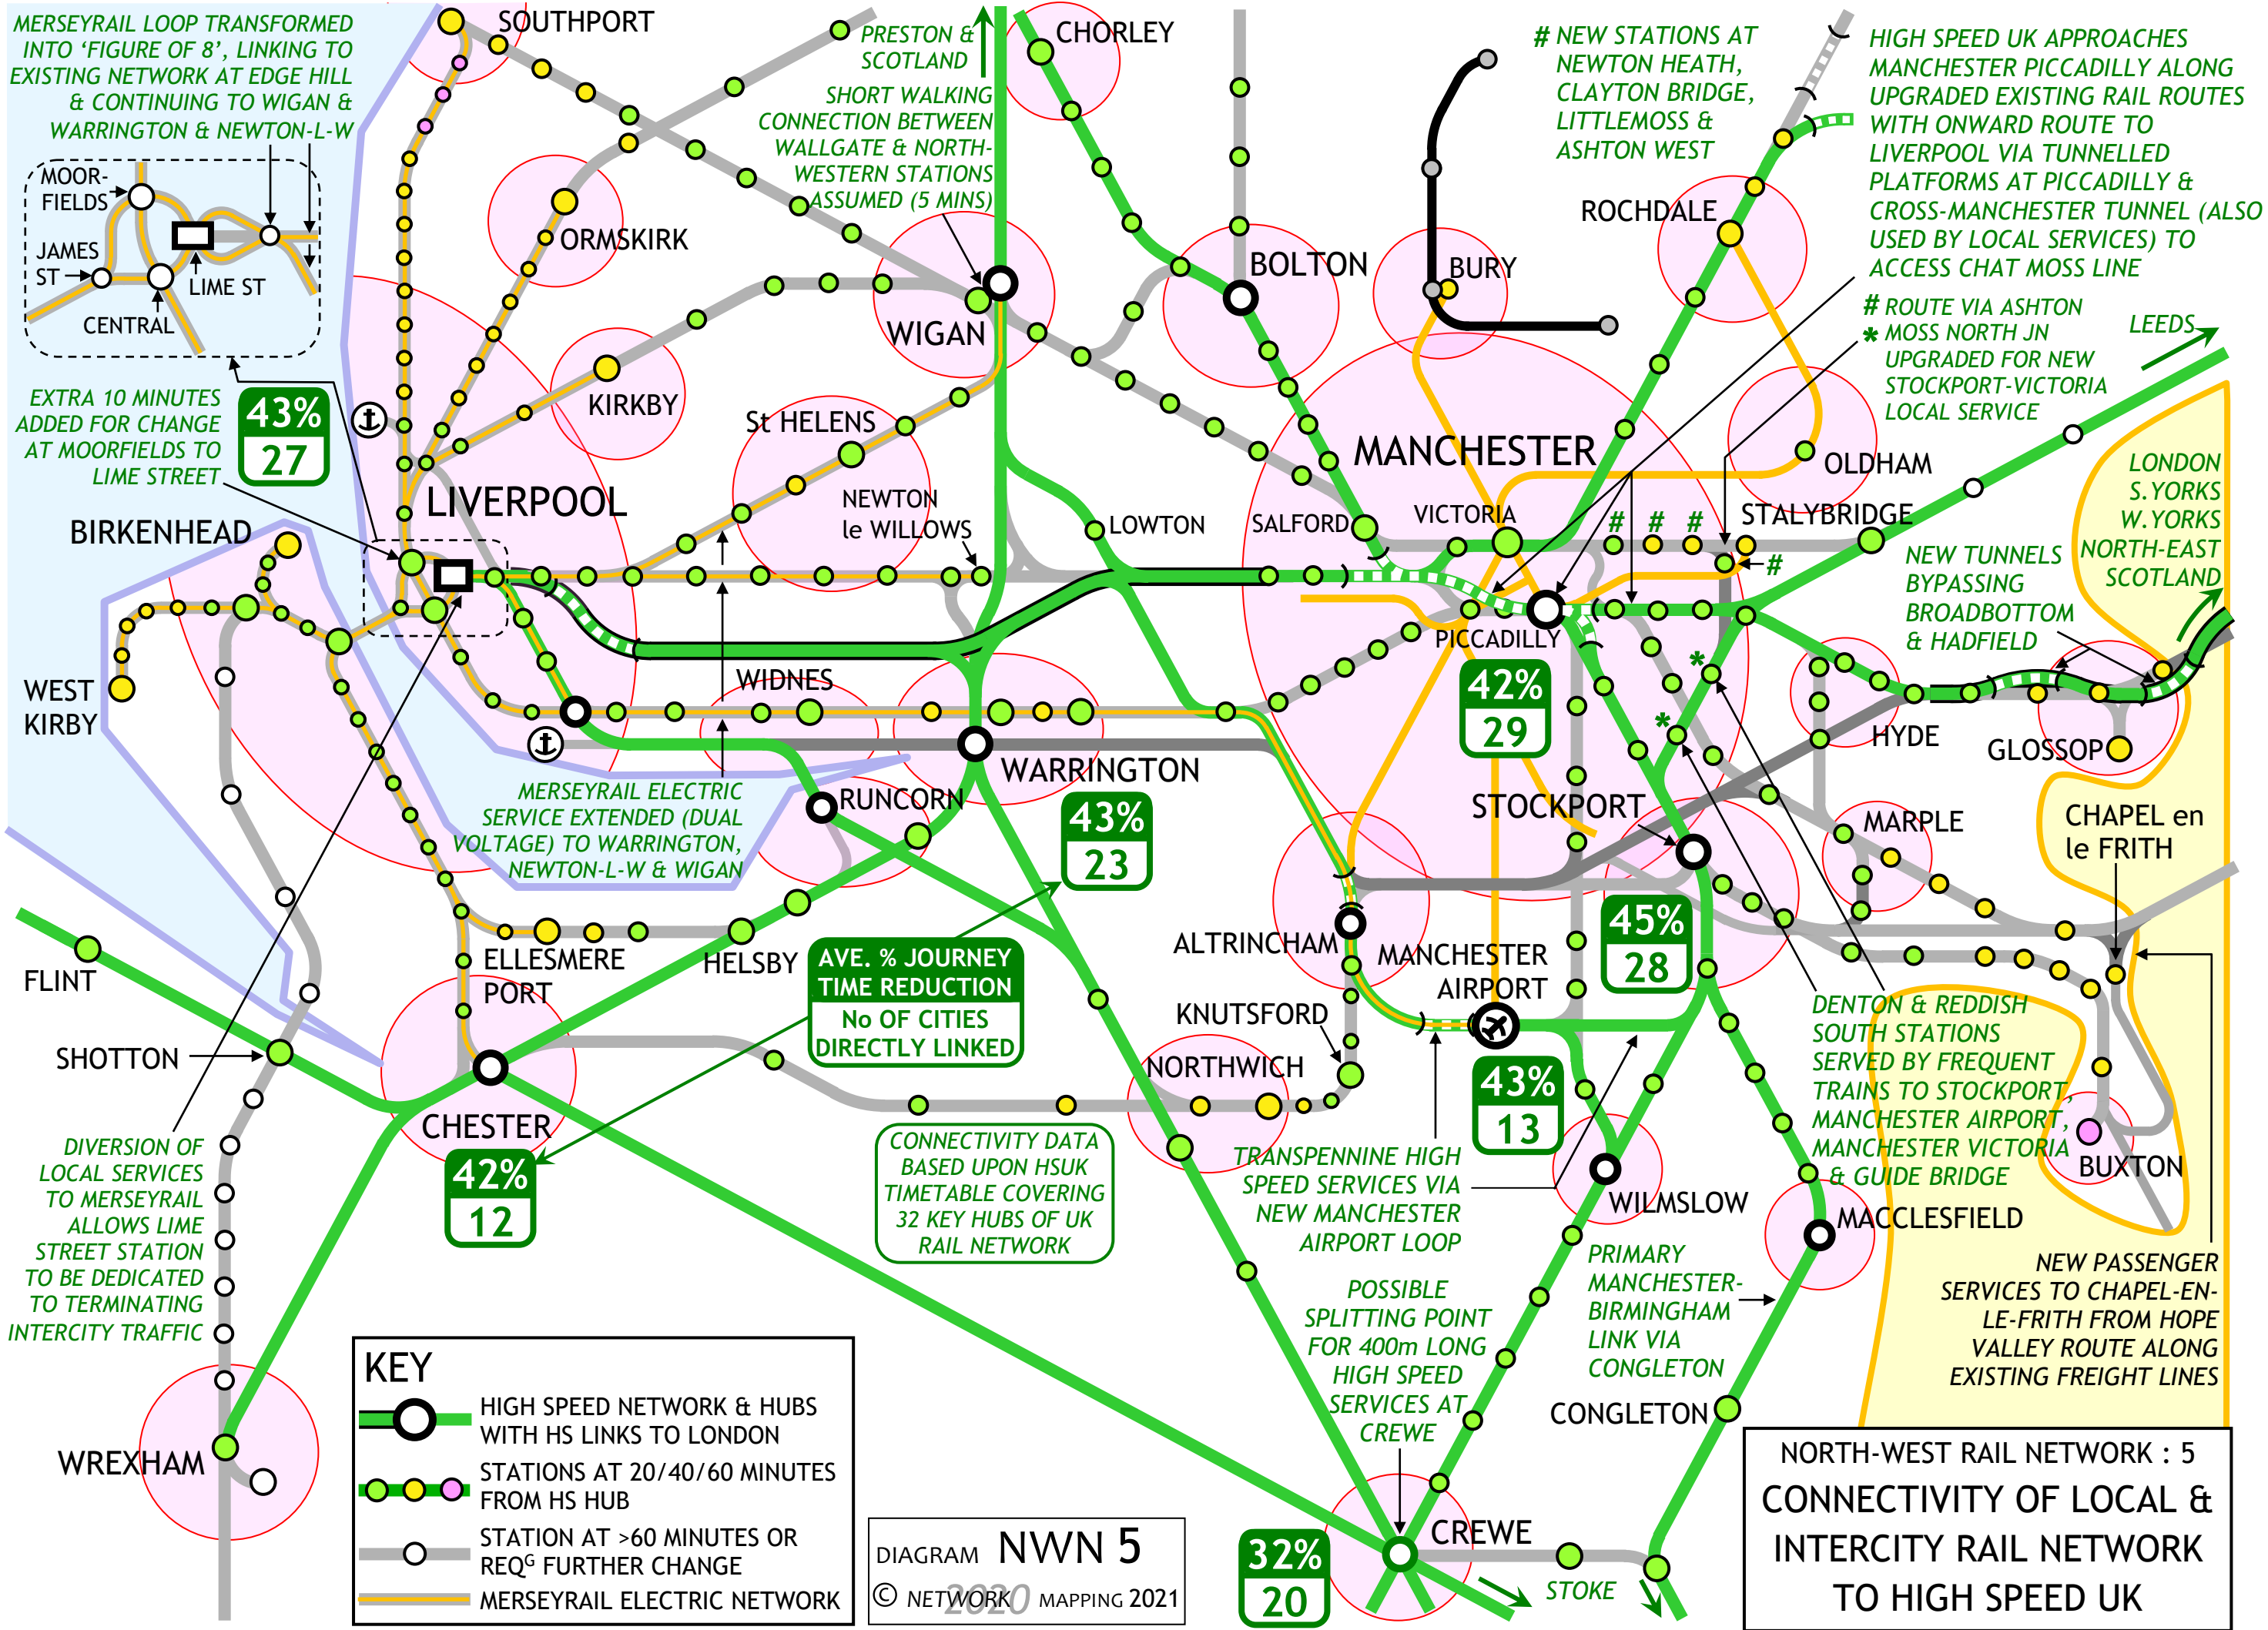 MERSEYRAIL LOOP TRANSFORMED
INTO ‘FIGURE OF 8’, LINKING TO
EXISTING NETWORK AT EDGE HILL
& CONTINUING TO WIGAN &
WARRINGTON & NEWTON-L-W
MOOR-
FIELDS
JAMES
ST
LIME ST
CENTRAL
EXTRA 10 MINUTES
ADDED FOR CHANGE
AT MOORFIELDS TO
LIME STREET
43%
27
SOUTHPORT
PRESTON &
SCOTLAND
CHORLEY
SHORT WALKING
CONNECTION BETWEEN
WALLGATE & NORTH-
WESTERN STATIONS
ASSUMED (5 MINS)
ORMSKIRK
WIGAN
BOLTON
BURY
KIRKBY
St HELENS
NEWTON
le WILLOWS
LOWTON
# NEW STATIONS AT
NEWTON HEATH,
CLAYTON BRIDGE,
LITTLEMOSS &
ASHTON WEST
HIGH SPEED UK APPROACHES
MANCHESTER PICCADILLY ALONG
UPGRADED EXISTING RAIL ROUTES
WITH ONWARD ROUTE TO
LIVERPOOL VIA TUNNELLED
PLATFORMS AT PICCADILLY &
CROSS-MANCHESTER TUNNEL (ALSO
USED BY LOCAL SERVICES) TO
ACCESS CHAT MOSS LINE
ROCHDALE
# ROUTE VIA ASHTON
* MOSS NORTH JN
UPGRADED FOR NEW
STOCKPORT-VICTORIA
LOCAL SERVICE
LEEDS
MANCHESTER
OLDHAM
SALFORD
VICTORIA
# # #
STALYBRIDGE
#
PICCADILLY
42%
29
*
*
NEW TUNNELS
BYPASSING
BROADBOTTOM
& HADFIELD
LONDON
S.YORKS
W.YORKS
NORTH-EAST
SCOTLAND
LIVERPOOL
BIRKENHEAD
WEST
KIRBY
WIDNES
WARRINGTON
43%
23
RUNCORN
MERSEYRAIL ELECTRIC
SERVICE EXTENDED (DUAL
VOLTAGE) TO WARRINGTON,
NEWTON-L-W & WIGAN
HYDE
GLOSSOP
STOCKPORT
45%
28
MARPLE
CHAPEL en
le FRITH
ALTRINCHAM
MANCHESTER
AIRPORT
43%
13
KNUTSFORD
NORTHWICH
FLINT
ELLESMERE
PORT
HELSBY
AVE. % JOURNEY
TIME REDUCTION
No OF CITIES
DIRECTLY LINKED
SHOTTON
CHESTER
42%
12
DIVERSION OF
LOCAL SERVICES
TO MERSEYRAIL
ALLOWS LIME
STREET STATION
TO BE DEDICATED
TO TERMINATING
INTERCITY TRAFFIC
CONNECTIVITY DATA
BASED UPON HSUK
TIMETABLE COVERING
32 KEY HUBS OF UK
RAIL NETWORK
TRANSPENNINE HIGH
SPEED SERVICES VIA
NEW MANCHESTER
AIRPORT LOOP
DENTON & REDDISH
SOUTH STATIONS
SERVED BY FREQUENT
TRAINS TO STOCKPORT,
MANCHESTER AIRPORT,
MANCHESTER VICTORIA
& GUIDE BRIDGE
BUXTON
WILMSLOW
MACCLESFIELD
POSSIBLE
SPLITTING POINT
FOR 400m LONG
HIGH SPEED
SERVICES AT
CREWE
PRIMARY
MANCHESTER-
BIRMINGHAM
LINK VIA
CONGLETON
NEW PASSENGER
SERVICES TO CHAPEL-EN-
LE-FRITH FROM HOPE
VALLEY ROUTE ALONG
EXISTING FREIGHT LINES
CONGLETON
WREXHAM
CREWE
32%
20
STOKE
KEY
HIGH SPEED NETWORK & HUBS
WITH HS LINKS TO LONDON
STATIONS AT 20/40/60 MINUTES
FROM HS HUB
STATION AT >60 MINUTES OR
REQᴳ FURTHER CHANGE
MERSEYRAIL ELECTRIC NETWORK
DIAGRAM NWN 5
© NETWORK 2020 MAPPING 2021
NORTH-WEST RAIL NETWORK : 5
CONNECTIVITY OF LOCAL &
INTERCITY RAIL NETWORK
TO HIGH SPEED UK